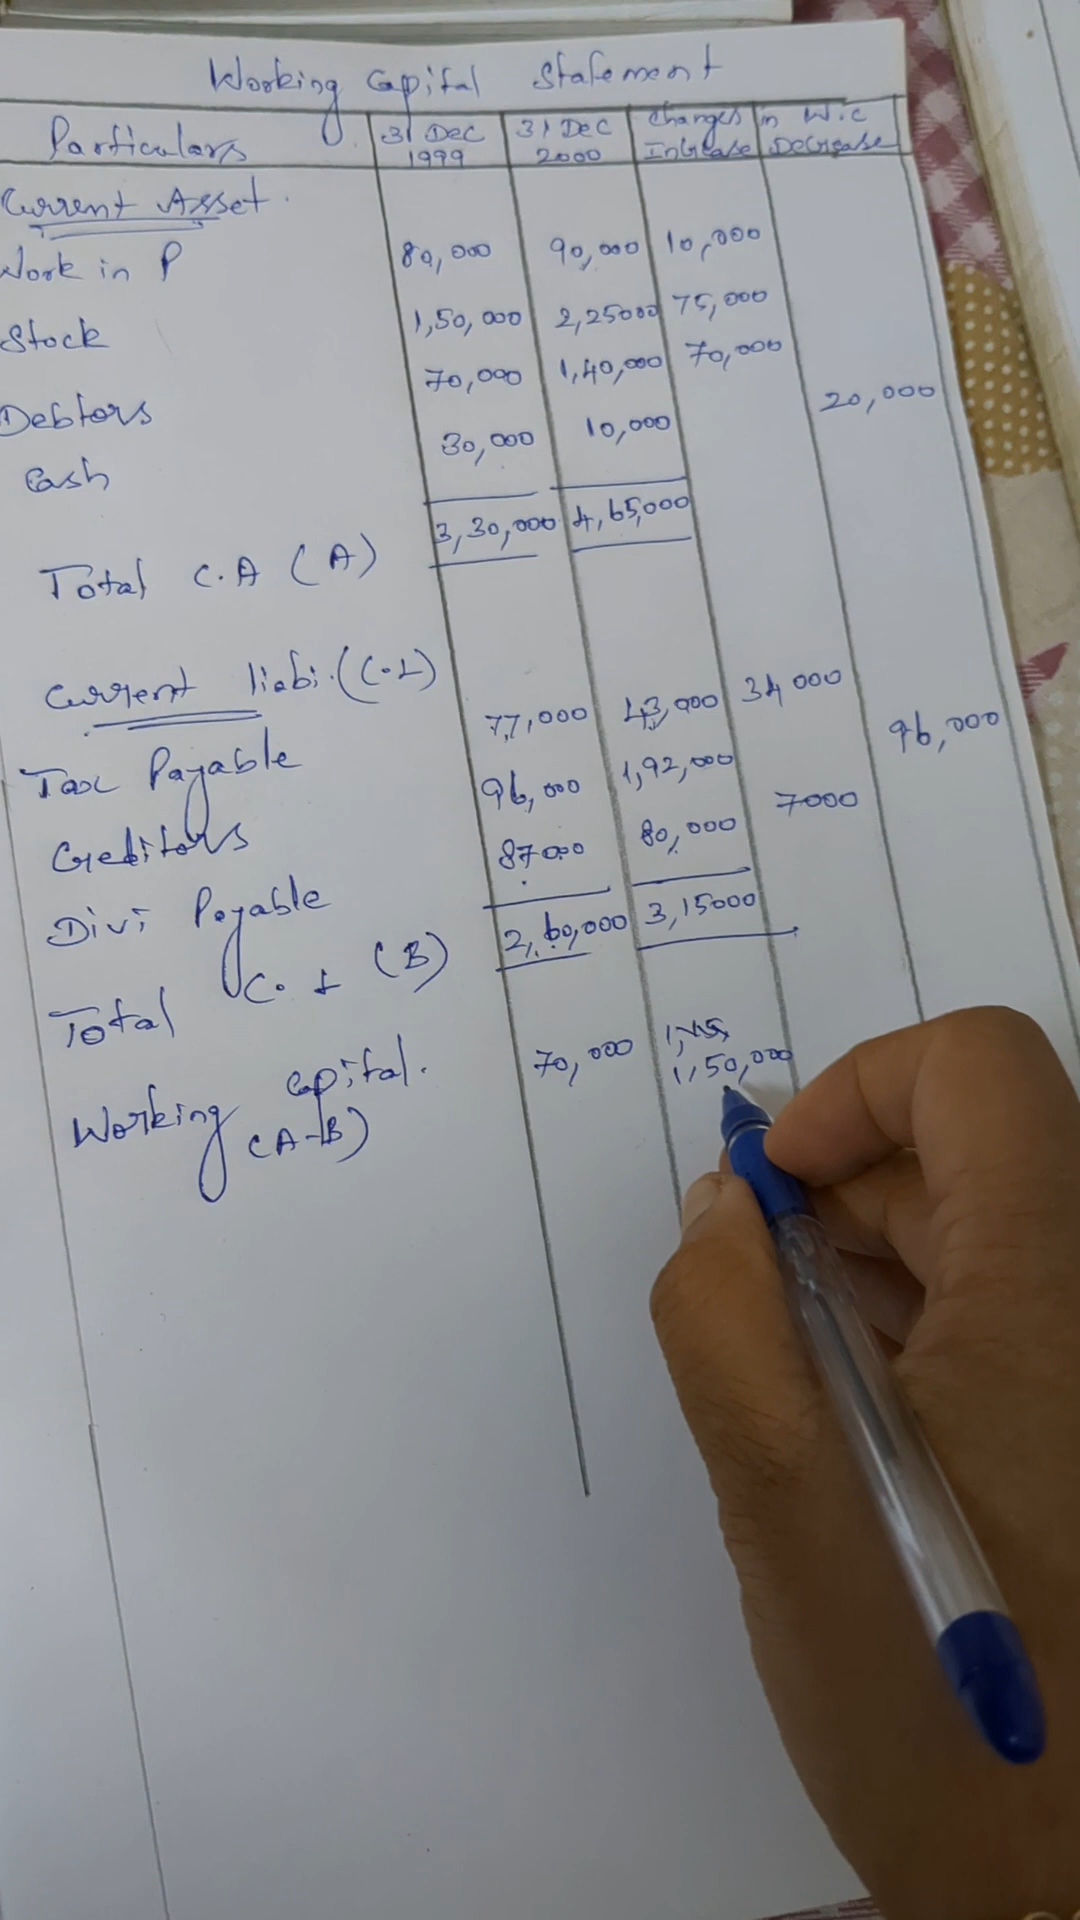 Working Capital Statement
Particulars 31 Dec 1999 31 Dec 2000 Changes in W.C Increase Decrease
Current Asset.
Work in P 80,000 90,000 10,000
Stock 1,50,000 2,25000 75,000
Debtors 70,000 1,40,000 70,000
Cash 30,000 10,000 20,000
Total C.A (A) 3,30,000 4,65,000
Current liabi. (C.L)
Tax Payable 77,000 43,000 34000
Creditors 96,000 1,92,000 96,000
Divi Payable 87000 80,000 7000
Total C.L (B) 2,60,000 3,15000
Working Capital. (A-B) 70,000 1,50,000